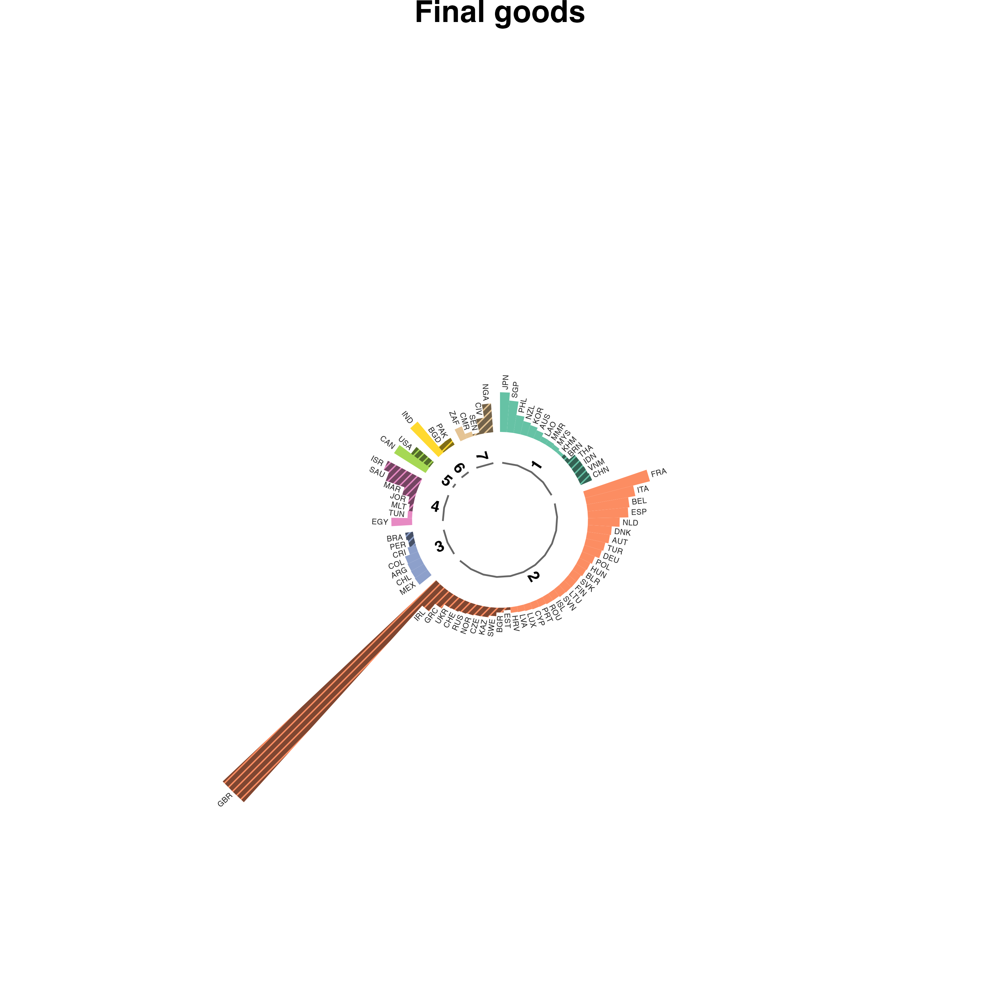 Final goods
JPN
SGP
PHL
NZL
KOR
AUS
LAO
MMR
MYS
KHM
BRN
THA
IDN
VNM
CHN
FRA
ITA
BEL
ESP
NLD
DNK
AUT
TUR
DEU
POL
HUN
BLR
SVK
FIN
LTU
SVN
ISL
ROU
PRT
CYP
LUX
LVA
HRV
EST
BGR
SWE
KAZ
CZE
NOR
RUS
CHE
UKR
GRC
IRL
GBR
MEX
CHL
ARG
COL
CRI
PER
BRA
EGY
TUN
MLT
JOR
MAR
SAU
ISR
CAN
USA
IND
BGD
PAK
ZAF
CMR
SEN
CIV
NGA
1
2
3
4
5
6
7